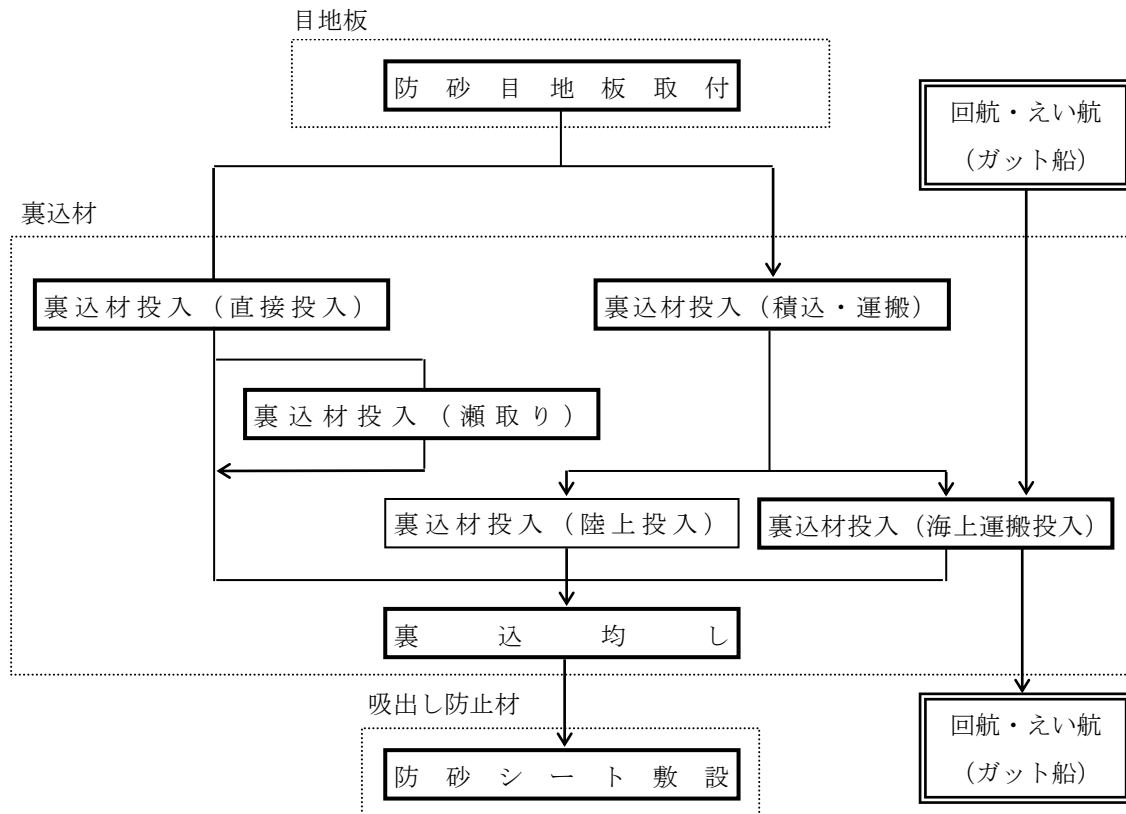 目地板
防砂目地板取付
回航・えい航
（ガット船）
裏込材
裏込材投入（直接投入）
裏込材投入（積込・運搬）
裏込材投入（瀬取り）
裏込材投入（陸上投入）
裏込材投入（海上運搬投入）
裏込均し
吸出し防止材
防砂シート敷設
回航・えい航
（ガット船）